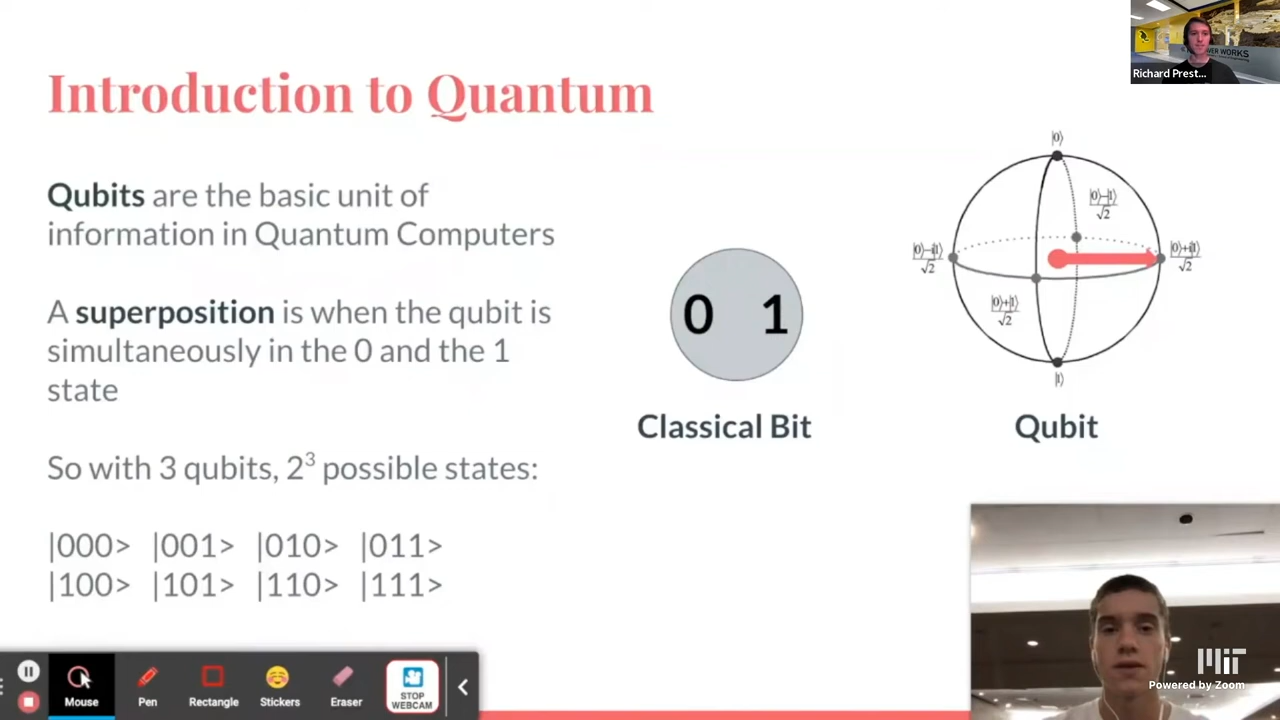 Introduction to Quantum
Richard Prest...
Qubits are the basic unit of
information in Quantum Computers
A superposition is when the qubit is
simultaneously in the 0 and the 1
state
So with 3 qubits, 2³ possible states:
|000> |001> |010> |011>
|100> |101> |110> |111>
0 1
Classical Bit
|0⟩
|0⟩-|1⟩
√2
|0⟩-i|1⟩
√2
|0⟩+i|1⟩
√2
|0⟩+|1⟩
√2
|1⟩
Qubit
Mouse
Pen
Rectangle
Stickers
Eraser
STOP
WEBCAM
MIT
Powered by Zoom